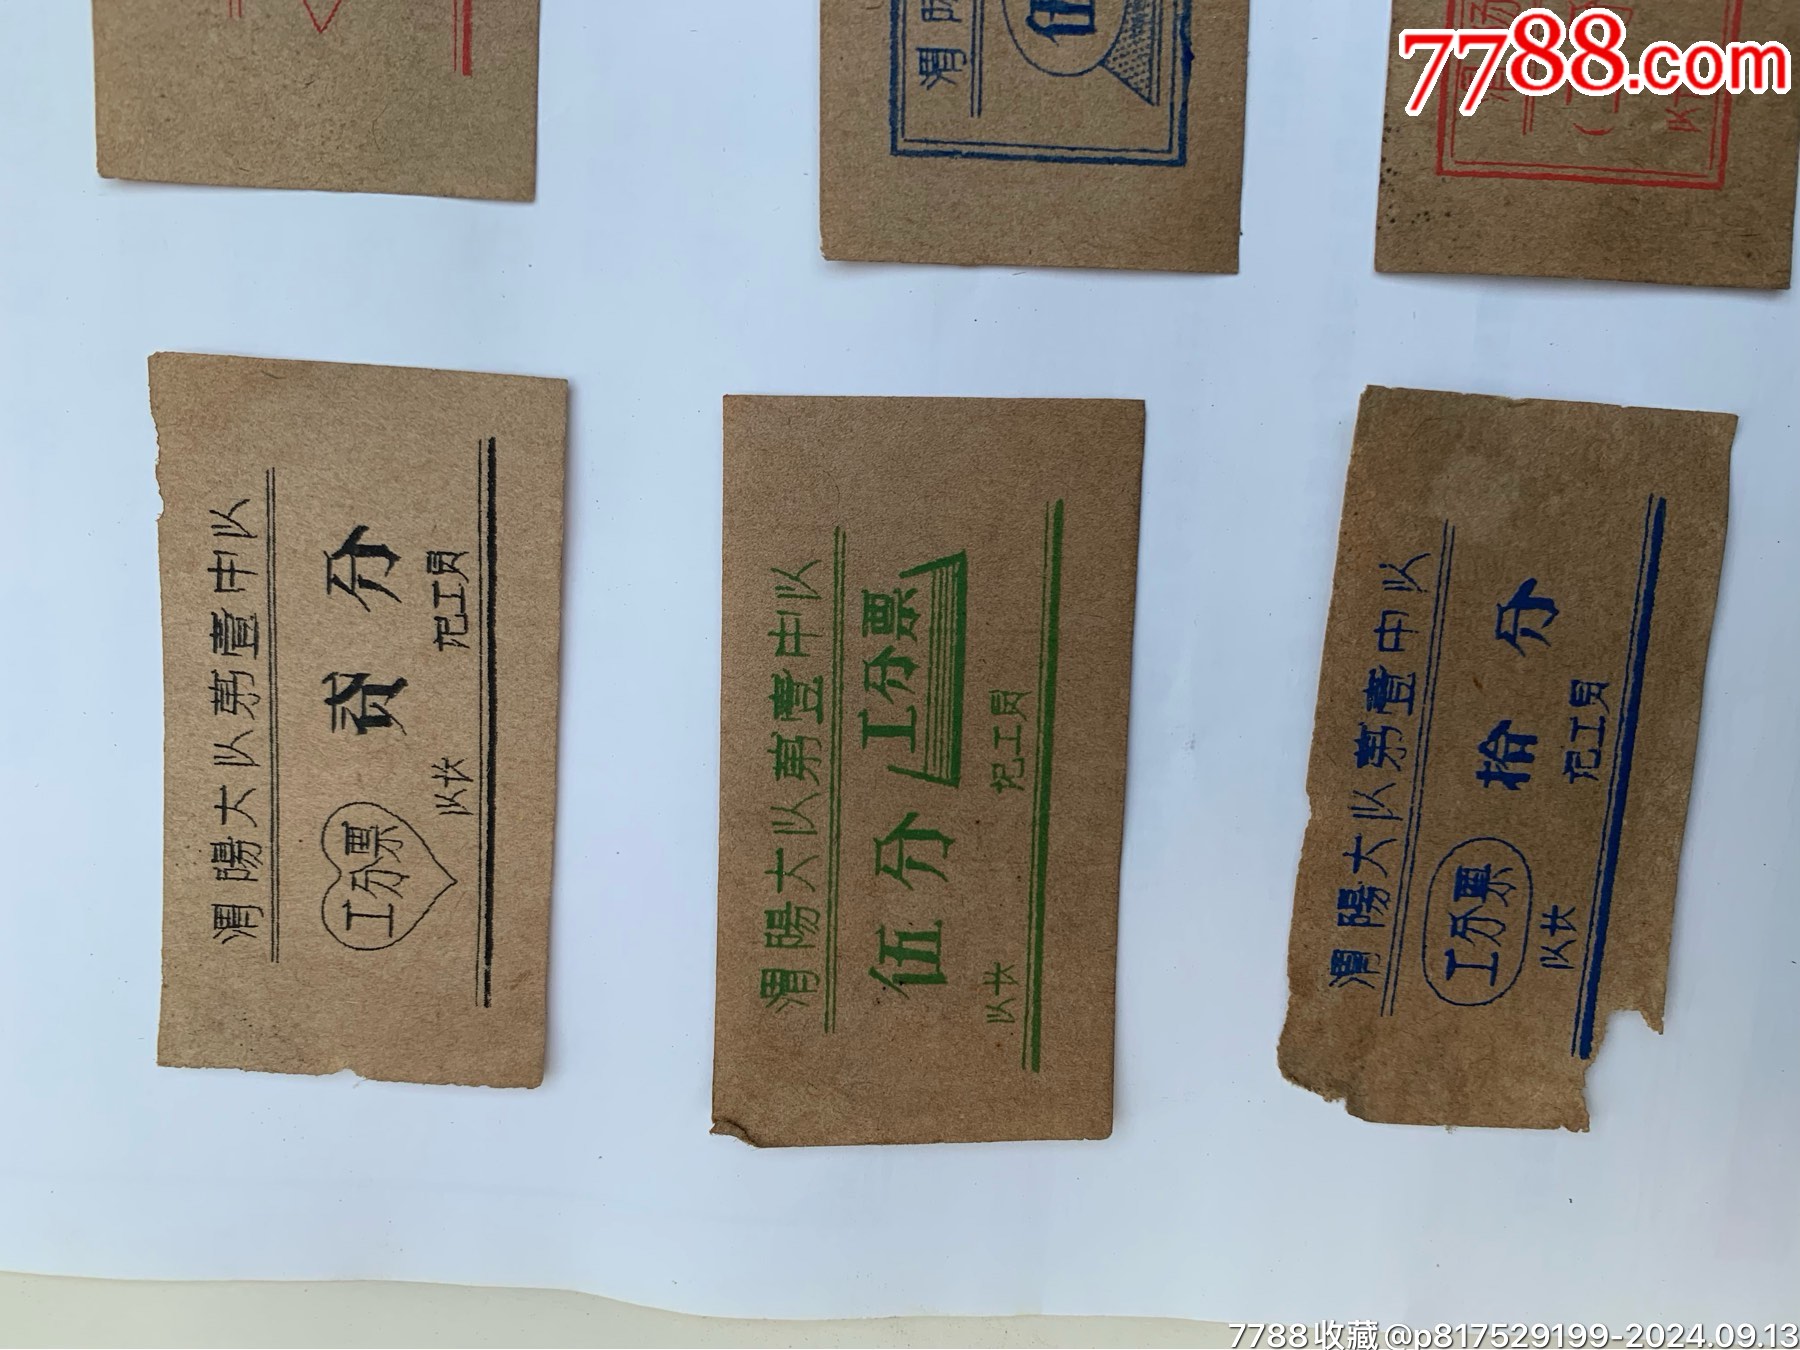 7788.com
渭
伍
渭陽大队第壹中队
工分票 贰分
队长 记工员
渭陽大队第壹中队
伍分 工分票
队长 记工员
渭陽大队第壹中队
工分票 拾分
队长 记工员
7788收藏@p817529199-2024.09.13